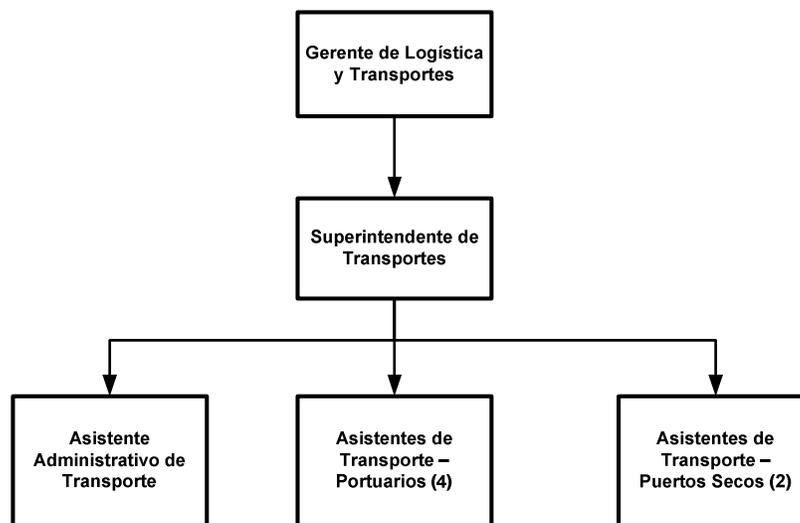 Gerente de Logística
y Transportes
Superintendente de
Transportes
Asistente
Administrativo de
Transporte
Asistentes de
Transporte –
Portuarios (4)
Asistentes de
Transporte –
Puertos Secos (2)